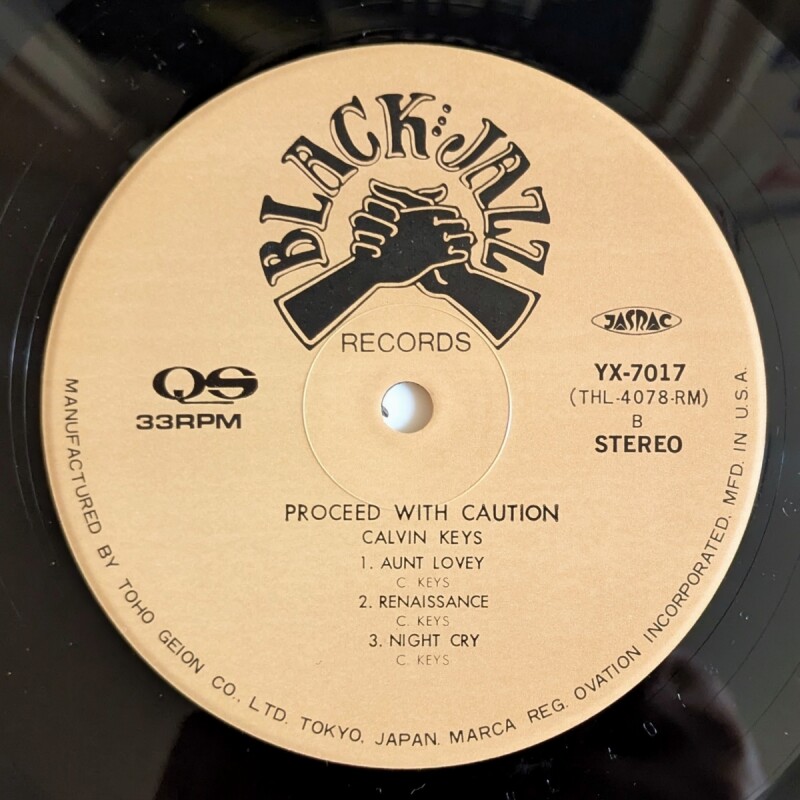 BLACK JAZZ
RECORDS
JASRAC
QS
33RPM
YX-7017
(THL-4078-RM)
B
STEREO
PROCEED WITH CAUTION
CALVIN KEYS
1. AUNT LOVEY
C KEYS
2. RENAISSANCE
C. KEYS
3. NIGHT CRY
C. KEYS
MANUFACTURED BY TOHO GEION CO., LTD. TOKYO, JAPAN. MARCA REG. OVATION INCORPORATED. MFD. IN U.S.A.